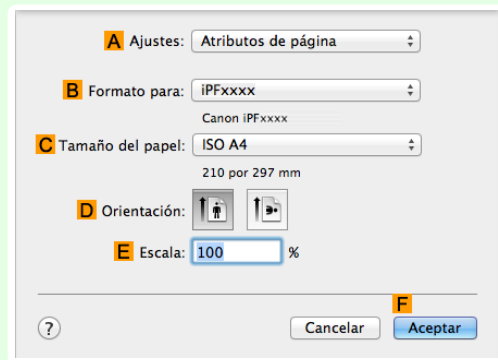 A Ajustes: Atributos de página
B Formato para: iPFxxxx
Canon iPFxxxx
C Tamaño del papel: ISO A4
210 por 297 mm
D Orientación:
E Escala: 100 %
F
? Cancelar Aceptar